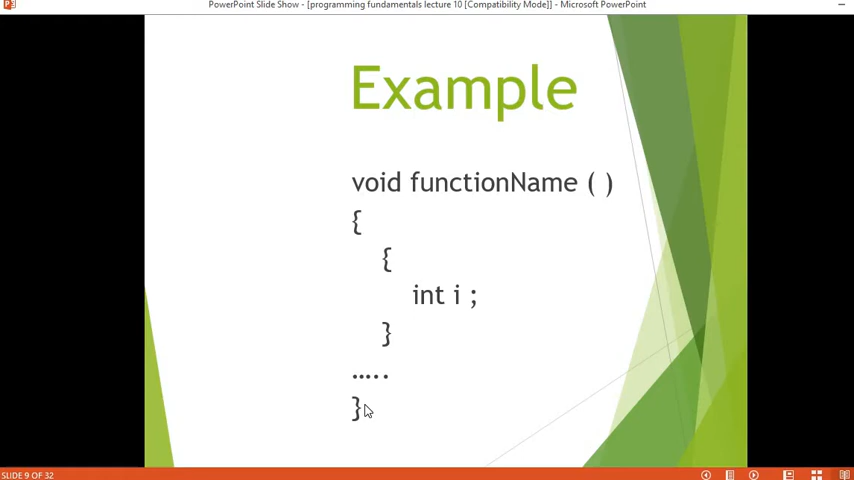 PowerPoint Slide Show - [programming fundamentals lecture 10 [Compatibility Mode]] - Microsoft PowerPoint
Example
void functionName ( )
{
{
int i ;
}
.....
}
SLIDE 9 OF 32